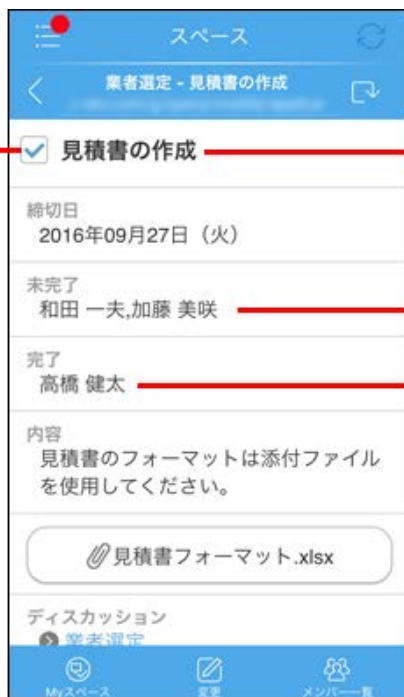 スペース
業者選定 - 見積書の作成
見積書の作成
締切日
2016年09月27日（火）
未完了
和田 一夫,加藤 美咲
完了
高橋 健太
内容
見積書のフォーマットは添付ファイル
を使用してください。
見積書フォーマット.xlsx
ディスカッション
業者選定
Myスペース
変更
メンバー一覧